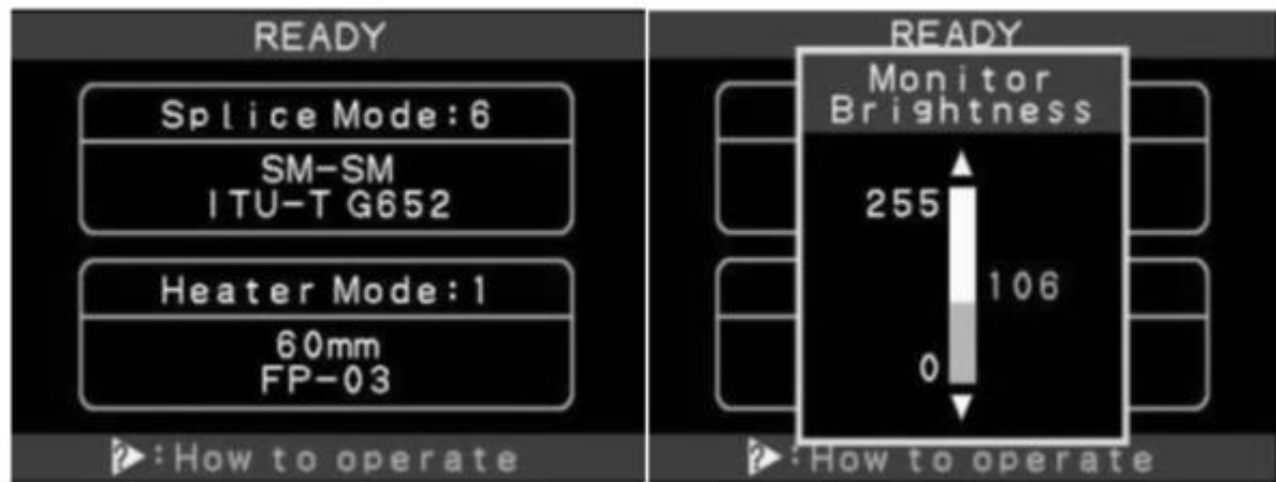 READY
Splice Mode:6
SM-SM
ITU-T G652
Heater Mode:1
60mm
FP-03
?:How to operate
READY
Monitor
Brightness
255
106
0
?:How to operate